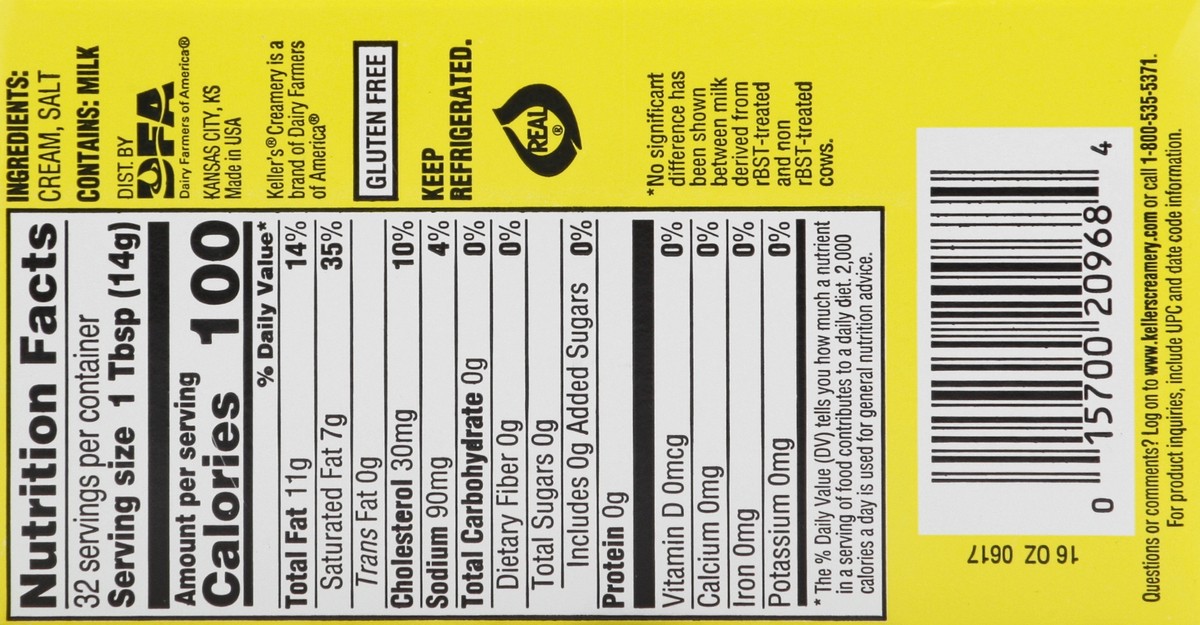 Nutrition Facts
32 servings per container
Serving size 1 Tbsp (14g)
Amount per serving
Calories 100
% Daily Value*
Total Fat 11g 14%
Saturated Fat 7g 35%
Trans Fat 0g
Cholesterol 30mg 10%
Sodium 90mg 4%
Total Carbohydrate 0g 0%
Dietary Fiber 0g 0%
Total Sugars 0g
Includes 0g Added Sugars 0%
Protein 0g
Vitamin D 0mcg 0%
Calcium 0mg 0%
Iron 0mg 0%
Potassium 0mg 0%
* The % Daily Value (DV) tells you how much a nutrient
in a serving of food contributes to a daily diet. 2,000
calories a day is used for general nutrition advice.
INGREDIENTS:
CREAM, SALT
CONTAINS: MILK
DIST. BY
DFA
Dairy Farmers of America®
KANSAS CITY, KS
Made in USA
Keller's® Creamery is a
brand of Dairy Farmers
of America®
GLUTEN FREE
KEEP
REFRIGERATED.
REAL
®
*No significant
difference has
been shown
between milk
derived from
rBST-treated
and non
rBST-treated
cows.
0 15700 20968 4
16 OZ 0617
Questions or comments? Log on to www.kellerscreamery.com or call 1-800-535-5371.
For product inquiries, include UPC and date code information.